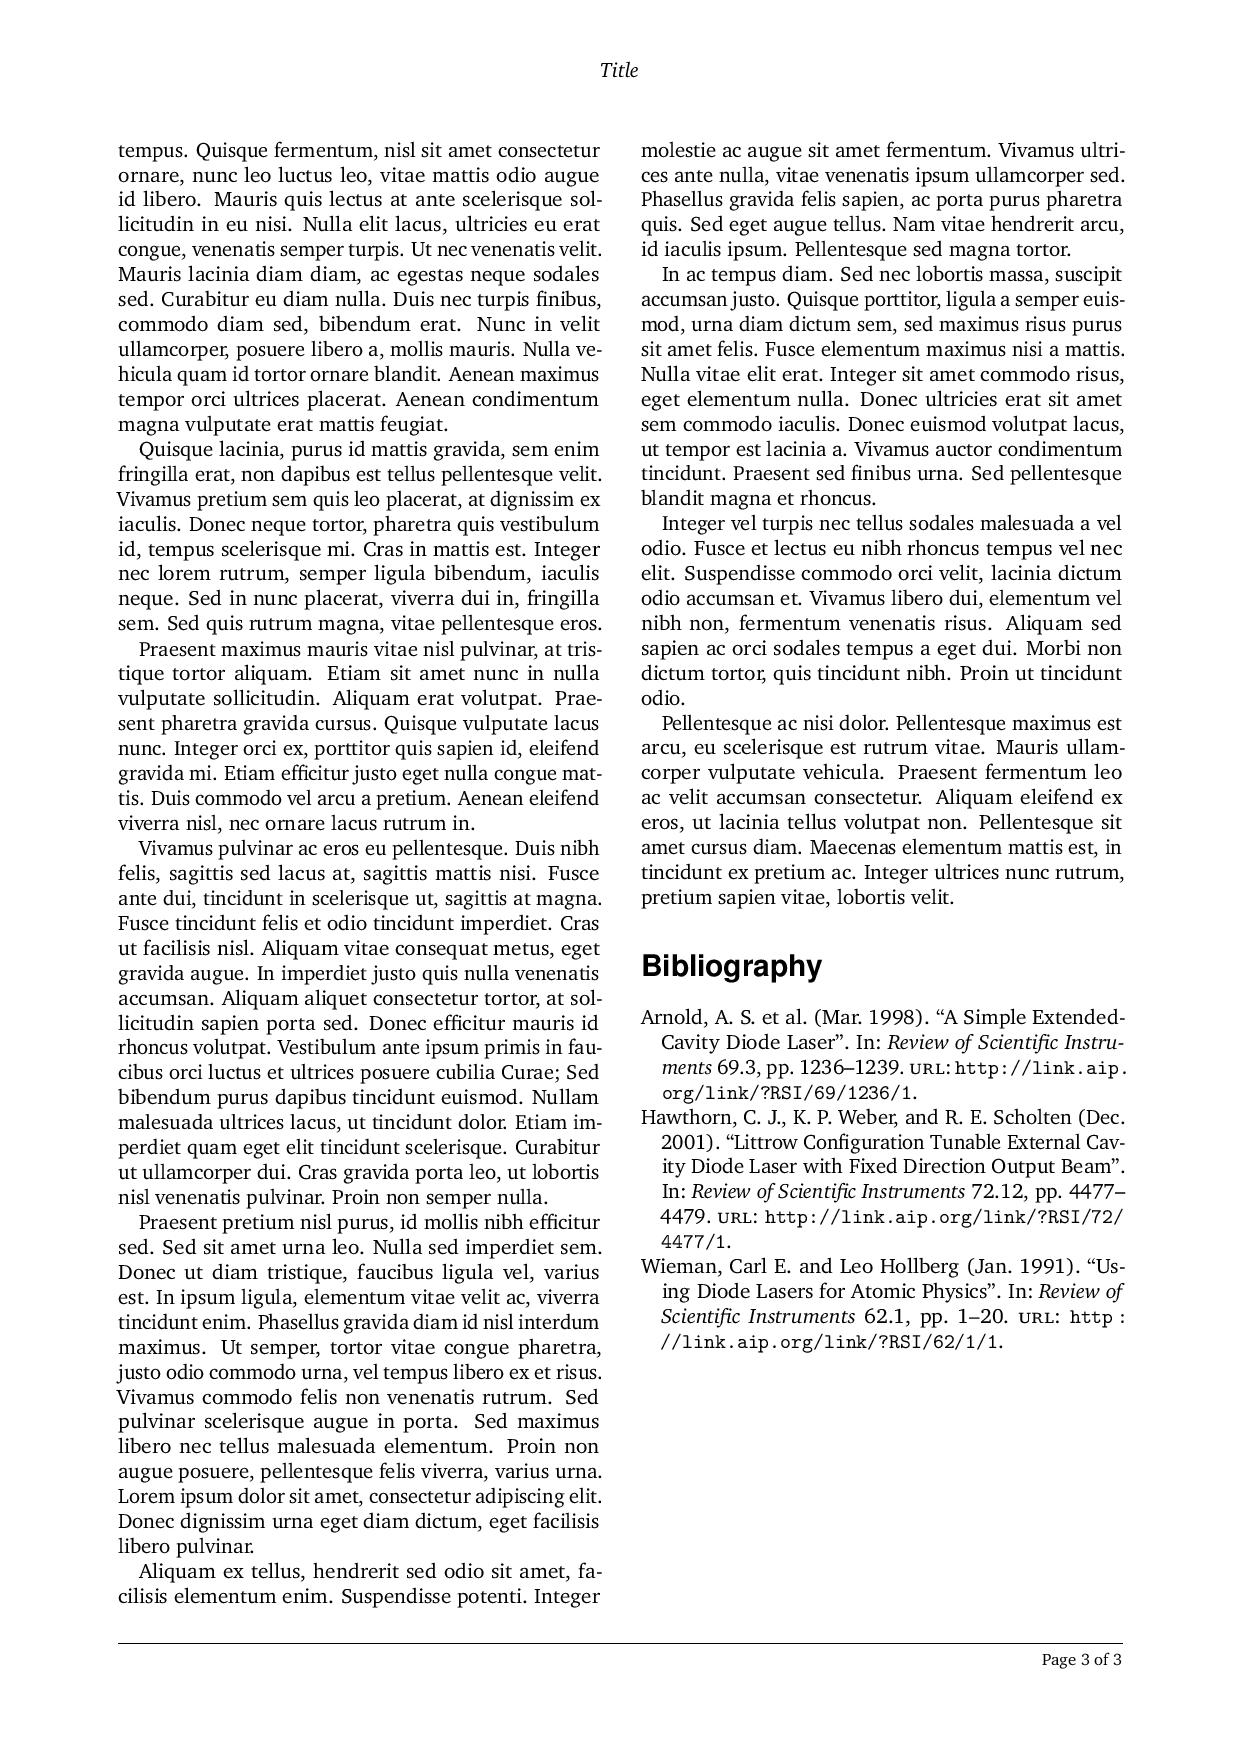 Title
tempus. Quisque fermentum, nisl sit amet consectetur
ornare, nunc leo luctus leo, vitae mattis odio augue
id libero. Mauris quis lectus at ante scelerisque sol-
licitudin in eu nisi. Nulla elit lacus, ultricies eu erat
congue, venenatis semper turpis. Ut nec venenatis velit.
Mauris lacinia diam diam, ac egestas neque sodales
sed. Curabitur eu diam nulla. Duis nec turpis finibus,
commodo diam sed, bibendum erat. Nunc in velit
ullamcorper, posuere libero a, mollis mauris. Nulla ve-
hicula quam id tortor ornare blandit. Aenean maximus
tempor orci ultrices placerat. Aenean condimentum
magna vulputate erat mattis feugiat.
Quisque lacinia, purus id mattis gravida, sem enim
fringilla erat, non dapibus est tellus pellentesque velit.
Vivamus pretium sem quis leo placerat, at dignissim ex
iaculis. Donec neque tortor, pharetra quis vestibulum
id, tempus scelerisque mi. Cras in mattis est. Integer
nec lorem rutrum, semper ligula bibendum, iaculis
neque. Sed in nunc placerat, viverra dui in, fringilla
sem. Sed quis rutrum magna, vitae pellentesque eros.
Praesent maximus mauris vitae nisl pulvinar, at tris-
tique tortor aliquam. Etiam sit amet nunc in nulla
vulputate sollicitudin. Aliquam erat volutpat. Prae-
sent pharetra gravida cursus. Quisque vulputate lacus
nunc. Integer orci ex, porttitor quis sapien id, eleifend
gravida mi. Etiam efficitur justo eget nulla congue mat-
tis. Duis commodo vel arcu a pretium. Aenean eleifend
viverra nisl, nec ornare lacus rutrum in.
Vivamus pulvinar ac eros eu pellentesque. Duis nibh
felis, sagittis sed lacus at, sagittis mattis nisi. Fusce
ante dui, tincidunt in scelerisque ut, sagittis at magna.
Fusce tincidunt felis et odio tincidunt imperdiet. Cras
ut facilisis nisl. Aliquam vitae consequat metus, eget
gravida augue. In imperdiet justo quis nulla venenatis
accumsan. Aliquam aliquet consectetur tortor, at sol-
licitudin sapien porta sed. Donec efficitur mauris id
rhoncus volutpat. Vestibulum ante ipsum primis in fau-
cibus orci luctus et ultrices posuere cubilia Curae; Sed
bibendum purus dapibus tincidunt euismod. Nullam
malesuada ultrices lacus, ut tincidunt dolor. Etiam im-
perdiet quam eget elit tincidunt scelerisque. Curabitur
ut ullamcorper dui. Cras gravida porta leo, ut lobortis
nisl venenatis pulvinar. Proin non semper nulla.
Praesent pretium nisl purus, id mollis nibh efficitur
sed. Sed sit amet urna leo. Nulla sed imperdiet sem.
Donec ut diam tristique, faucibus ligula vel, varius
est. In ipsum ligula, elementum vitae velit ac, viverra
tincidunt enim. Phasellus gravida diam id nisl interdum
maximus. Ut semper, tortor vitae congue pharetra,
justo odio commodo urna, vel tempus libero ex et risus.
Vivamus commodo felis non venenatis rutrum. Sed
pulvinar scelerisque augue in porta. Sed maximus
libero nec tellus malesuada elementum. Proin non
augue posuere, pellentesque felis viverra, varius urna.
Lorem ipsum dolor sit amet, consectetur adipiscing elit.
Donec dignissim urna eget diam dictum, eget facilisis
libero pulvinar.
Aliquam ex tellus, hendrerit sed odio sit amet, fa-
cilisis elementum enim. Suspendisse potenti. Integer
molestie ac augue sit amet fermentum. Vivamus ultri-
ces ante nulla, vitae venenatis ipsum ullamcorper sed.
Phasellus gravida felis sapien, ac porta purus pharetra
quis. Sed eget augue tellus. Nam vitae hendrerit arcu,
id iaculis ipsum. Pellentesque sed magna tortor.
In ac tempus diam. Sed nec lobortis massa, suscipit
accumsan justo. Quisque porttitor, ligula a semper euis-
mod, urna diam dictum sem, sed maximus risus purus
sit amet felis. Fusce elementum maximus nisi a mattis.
Nulla vitae elit erat. Integer sit amet commodo risus,
eget elementum nulla. Donec ultricies erat sit amet
sem commodo iaculis. Donec euismod volutpat lacus,
ut tempor est lacinia a. Vivamus auctor condimentum
tincidunt. Praesent sed finibus urna. Sed pellentesque
blandit magna et rhoncus.
Integer vel turpis nec tellus sodales malesuada a vel
odio. Fusce et lectus eu nibh rhoncus tempus vel nec
elit. Suspendisse commodo orci velit, lacinia dictum
odio accumsan et. Vivamus libero dui, elementum vel
nibh non, fermentum venenatis risus. Aliquam sed
sapien ac orci sodales tempus a eget dui. Morbi non
dictum tortor, quis tincidunt nibh. Proin ut tincidunt
odio.
Pellentesque ac nisi dolor. Pellentesque maximus est
arcu, eu scelerisque est rutrum vitae. Mauris ullam-
corper vulputate vehicula. Praesent fermentum leo
ac velit accumsan consectetur. Aliquam eleifend ex
eros, ut lacinia tellus volutpat non. Pellentesque sit
amet cursus diam. Maecenas elementum mattis est, in
tincidunt ex pretium ac. Integer ultrices nunc rutrum,
pretium sapien vitae, lobortis velit.
Bibliography
Arnold, A. S. et al. (Mar. 1998). “A Simple Extended-
Cavity Diode Laser”. In: Review of Scientific Instru-
ments 69.3, pp. 1236–1239. URL: http://link.aip.
org/link/?RSI/69/1236/1.
Hawthorn, C. J., K. P. Weber, and R. E. Scholten (Dec.
2001). “Littrow Configuration Tunable External Cav-
ity Diode Laser with Fixed Direction Output Beam”.
In: Review of Scientific Instruments 72.12, pp. 4477–
4479. URL: http://link.aip.org/link/?RSI/72/
4477/1.
Wieman, Carl E. and Leo Hollberg (Jan. 1991). “Us-
ing Diode Lasers for Atomic Physics”. In: Review of
Scientific Instruments 62.1, pp. 1–20. URL: http :
//link.aip.org/link/?RSI/62/1/1.
Page 3 of 3